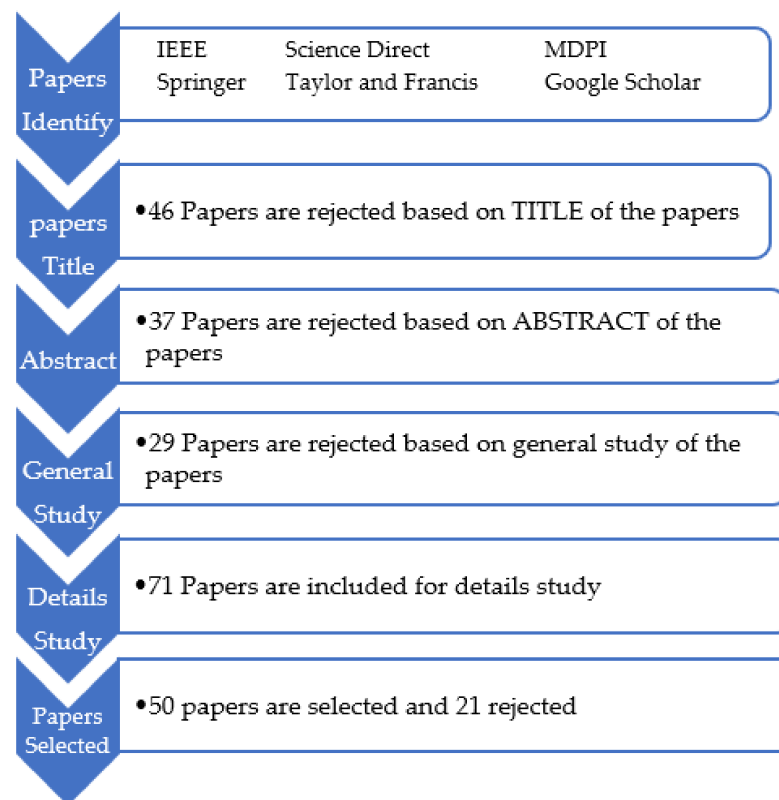 Papers
Identify
IEEE Science Direct MDPI
Springer Taylor and Francis Google Scholar
papers
Title
•46 Papers are rejected based on TITLE of the papers
Abstract
•37 Papers are rejected based on ABSTRACT of the
papers
General
Study
•29 Papers are rejected based on general study of the
papers
Details
Study
•71 Papers are included for details study
Papers
Selected
•50 papers are selected and 21 rejected